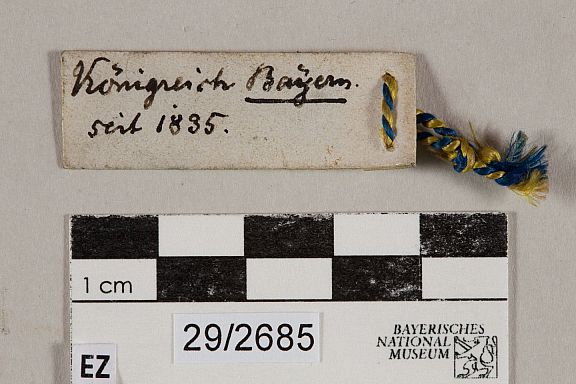 Königreich Bayern.
seit 1835.
1 cm
29/2685
BAYERISCHES
NATIONAL
MUSEUM
EZ